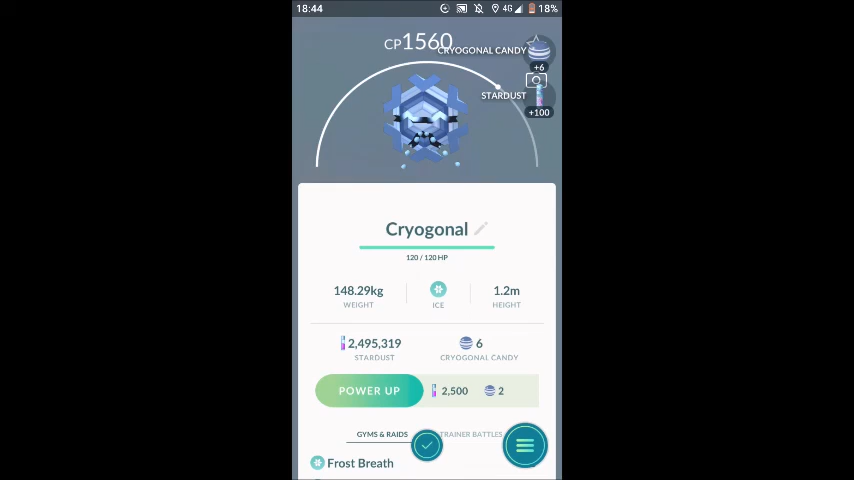 18:44 4G 18%
CP1560
CRYOGONAL CANDY
+6
STARDUST
+100
Cryogonal
120 / 120 HP
148.29kg 1.2m
WEIGHT ICE HEIGHT
2,495,319 6
STARDUST CRYOGONAL CANDY
POWER UP 2,500 2
GYMS & RAIDS TRAINER BATTLES
Frost Breath